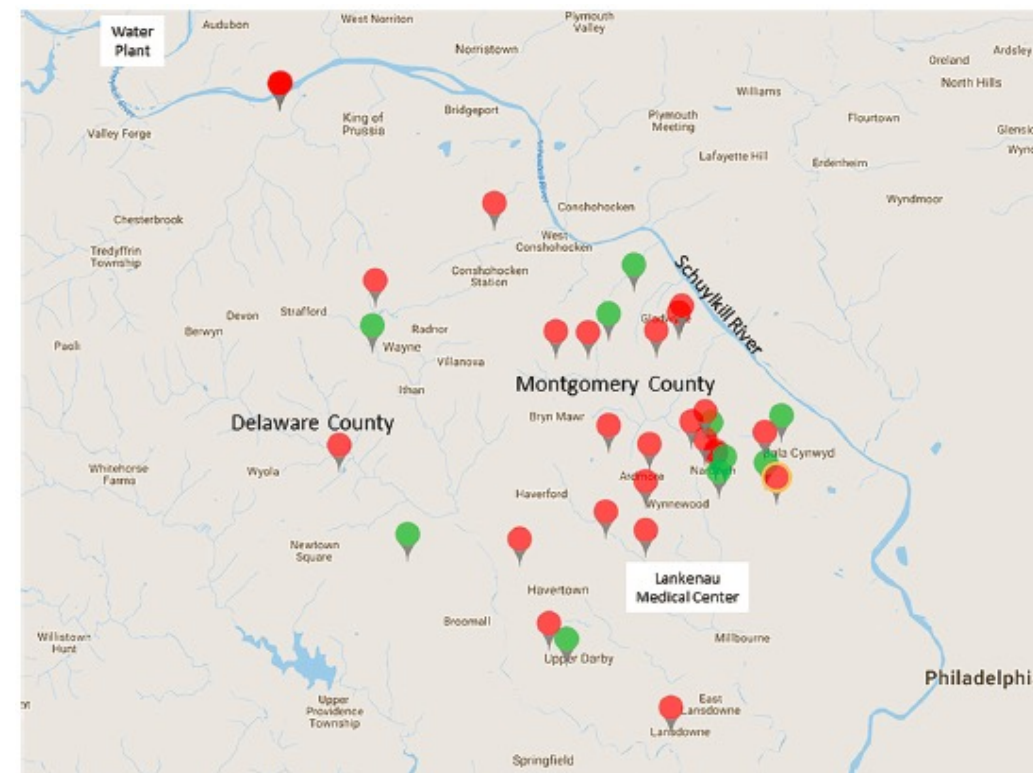 Water
Plant
Audubon
West Norriton
Plymouth
Valley
Norristown
Ardsley
Oreland
North Hills
Williams
Valley Forge
King of
Prussia
Bridgeport
Plymouth
Meeting
Flourtown
Lafayette Hill
Erdenheim
Wyndmoor
Chesterbrook
Conshohocken
Tredyffrin
Township
West
Conshohocken
Conshohocken
Station
Schuylkill River
Devon
Strafford
Berwyn
Radnor
Paoli
Wayne
Villanova
Ithan
Montgomery County
Delaware County
Bryn Mawr
Bala Cynwyd
Whitehorse
Farms
Wyola
Ardmore
Haverford
Wynnewood
Newtown
Square
Lankenau
Medical Center
Havertown
Broomall
Millbourne
Willistown
Hunt
Upper Darby
Philadelphi
Upper
Providence
Township
East
Lansdowne
Lansdowne
Springfield